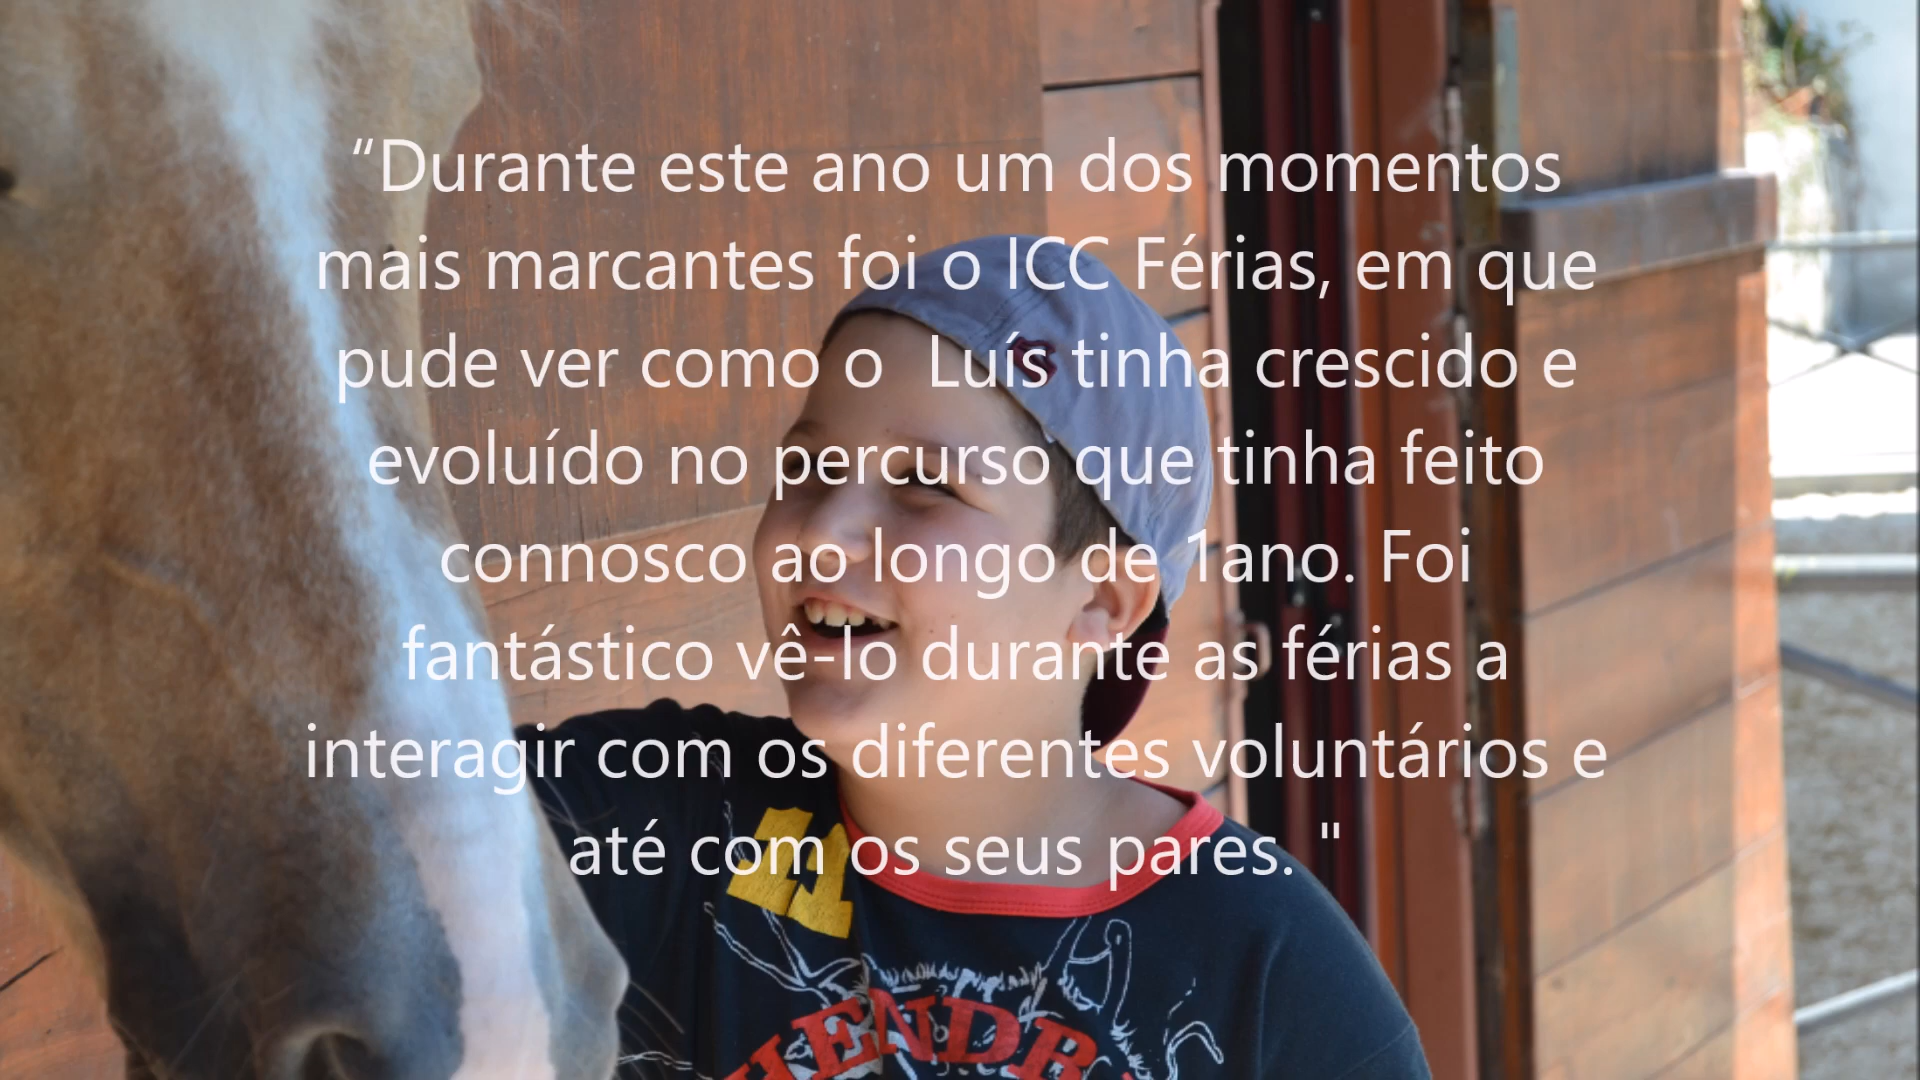 “Durante este ano um dos momentos
mais marcantes foi o ICC Férias, em que
pude ver como o  Luís tinha crescido e
evoluído no percurso que tinha feito
connosco ao longo de 1ano. Foi
fantástico vê-lo durante as férias a
interagir com os diferentes voluntários e
até com os seus pares. "